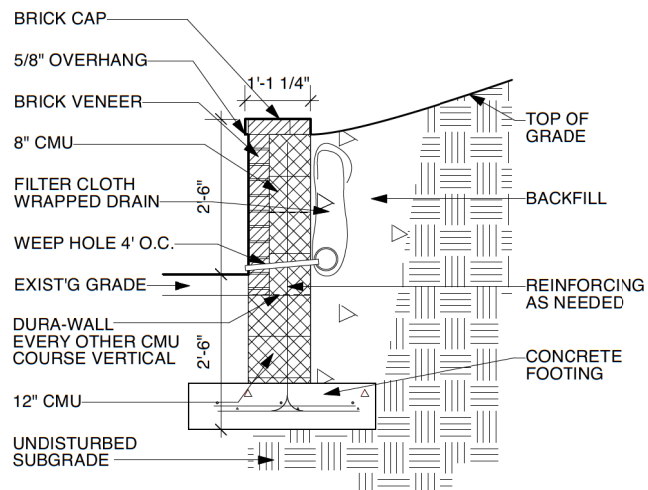 BRICK CAP
5/8" OVERHANG
1'-1 1/4"
BRICK VENEER
TOP OF
GRADE
8" CMU
FILTER CLOTH
WRAPPED DRAIN
2'-6"
BACKFILL
WEEP HOLE 4' O.C.
EXIST'G GRADE
REINFORCING
AS NEEDED
DURA-WALL
EVERY OTHER CMU
COURSE VERTICAL
2'-6"
CONCRETE
FOOTING
12" CMU
UNDISTURBED
SUBGRADE